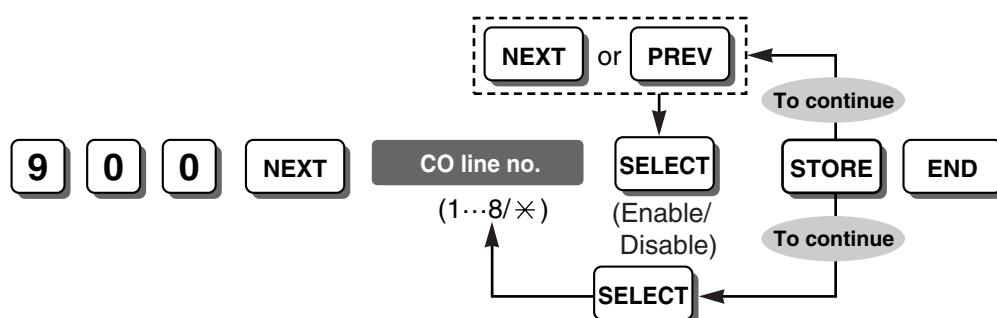 NEXT or PREV
To continue
9 0 0 NEXT CO line no. SELECT STORE END
(1···8/✳) (Enable/
Disable)
To continue
SELECT